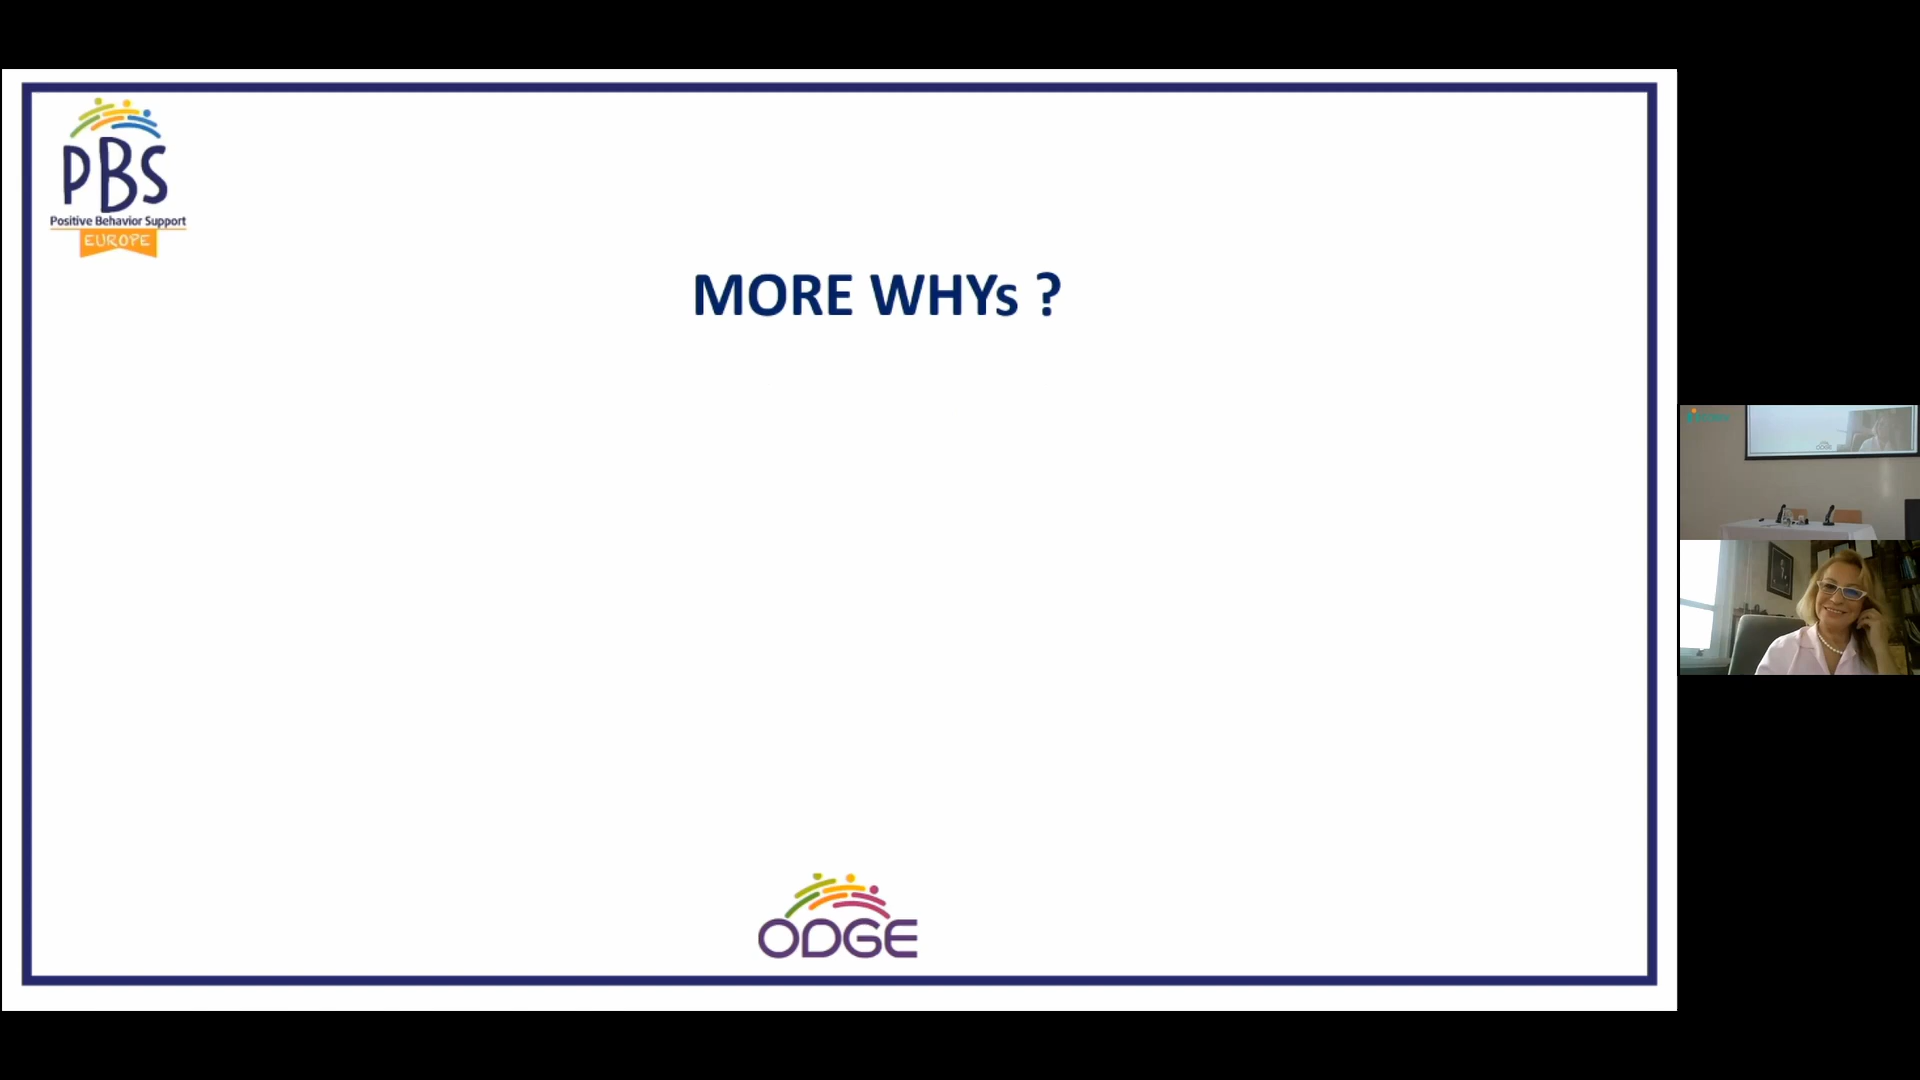 PBS
Positive Behavior Support
EUROPE
MORE WHYs ?
ODGE